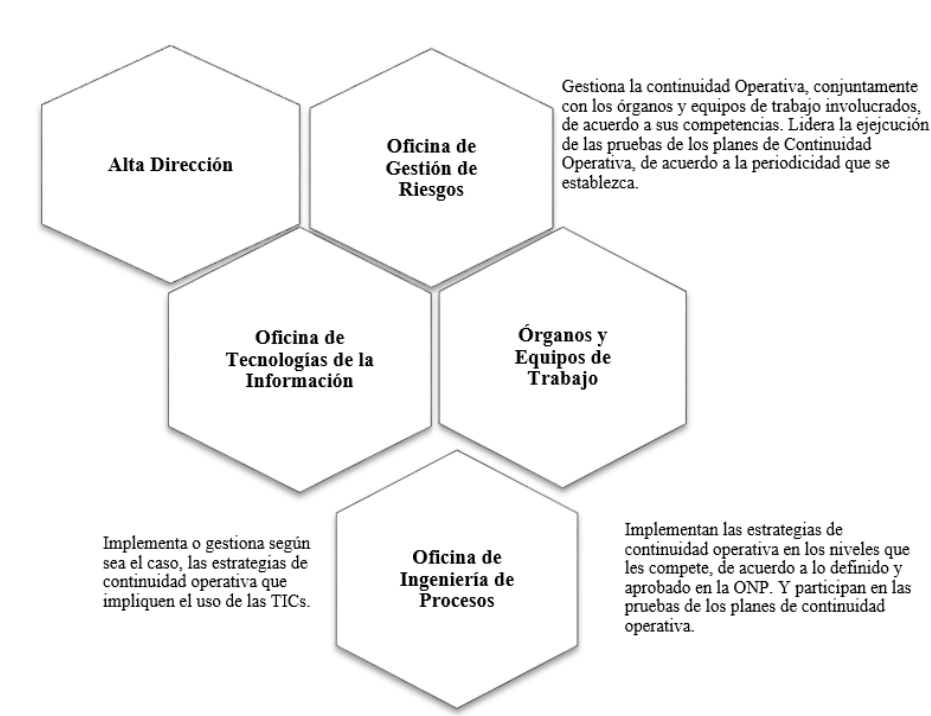 Alta Dirección
Oficina de
Gestión de
Riesgos
Gestiona la continuidad Operativa, conjuntamente
con los órganos y equipos de trabajo involucrados,
de acuerdo a sus competencias. Lidera la ejejcución
de las pruebas de los planes de Continuidad
Operativa, de acuerdo a la periodicidad que se
establezca.
Oficina de
Tecnologías de la
Información
Órganos y
Equipos de
Trabajo
Implementa o gestiona según
sea el caso, las estrategias de
continuidad operativa que
impliquen el uso de las TICs.
Oficina de
Ingeniería de
Procesos
Implementan las estrategias de
continuidad operativa en los niveles que
les compete, de acuerdo a lo definido y
aprobado en la ONP. Y participan en las
pruebas de los planes de continuidad
operativa.